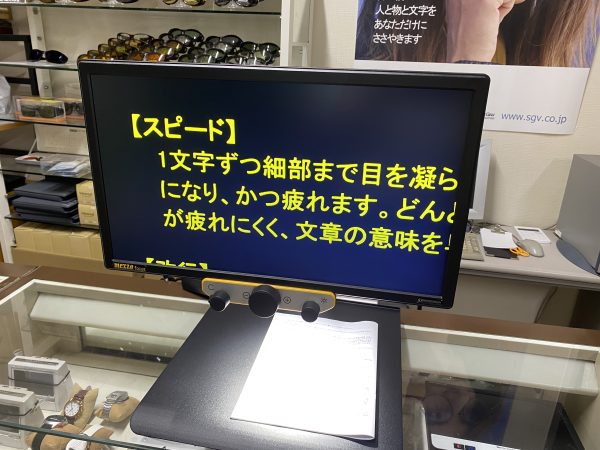 人と物と文字を
あなただけに
ささやきます
www.sgv.co.jp
【スピード】
1文字ずつ細部まで目を凝ら
になり、かつ疲れます。どんど
が疲れにくく、文章の意味を
【改行】
MEZZO